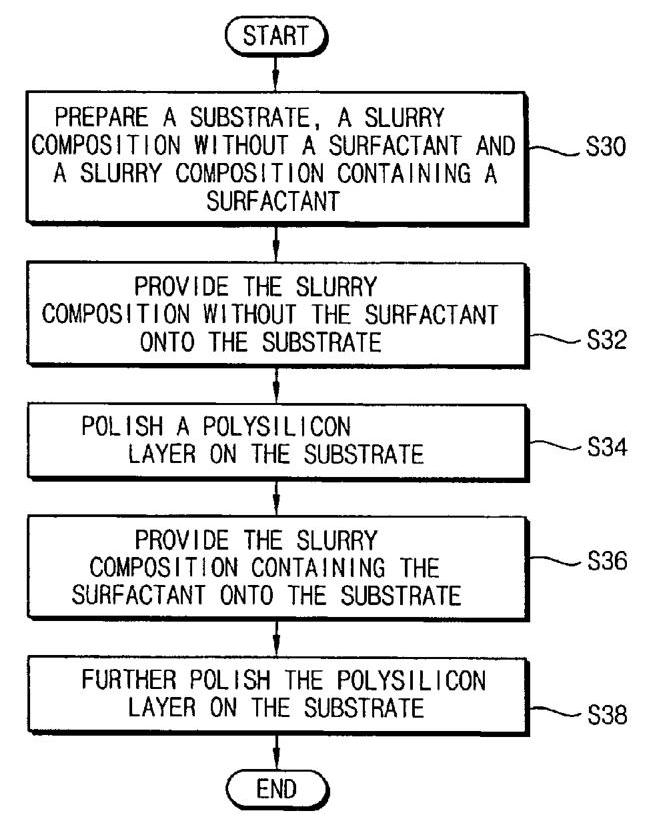 START
PREPARE A SUBSTRATE, A SLURRY
COMPOSITION WITHOUT A SURFACTANT AND
A SLURRY COMPOSITION CONTAINING A
SURFACTANT
S30
PROVIDE THE SLURRY
COMPOSITION WITHOUT THE SURFACTANT
ONTO THE SUBSTRATE
S32
POLISH A POLYSILICON
LAYER ON THE SUBSTRATE
S34
PROVIDE THE SLURRY
COMPOSITION CONTAINING THE
SURFACTANT ONTO THE SUBSTRATE
S36
FURTHER POLISH THE POLYSILICON
LAYER ON THE SUBSTRATE
S38
END